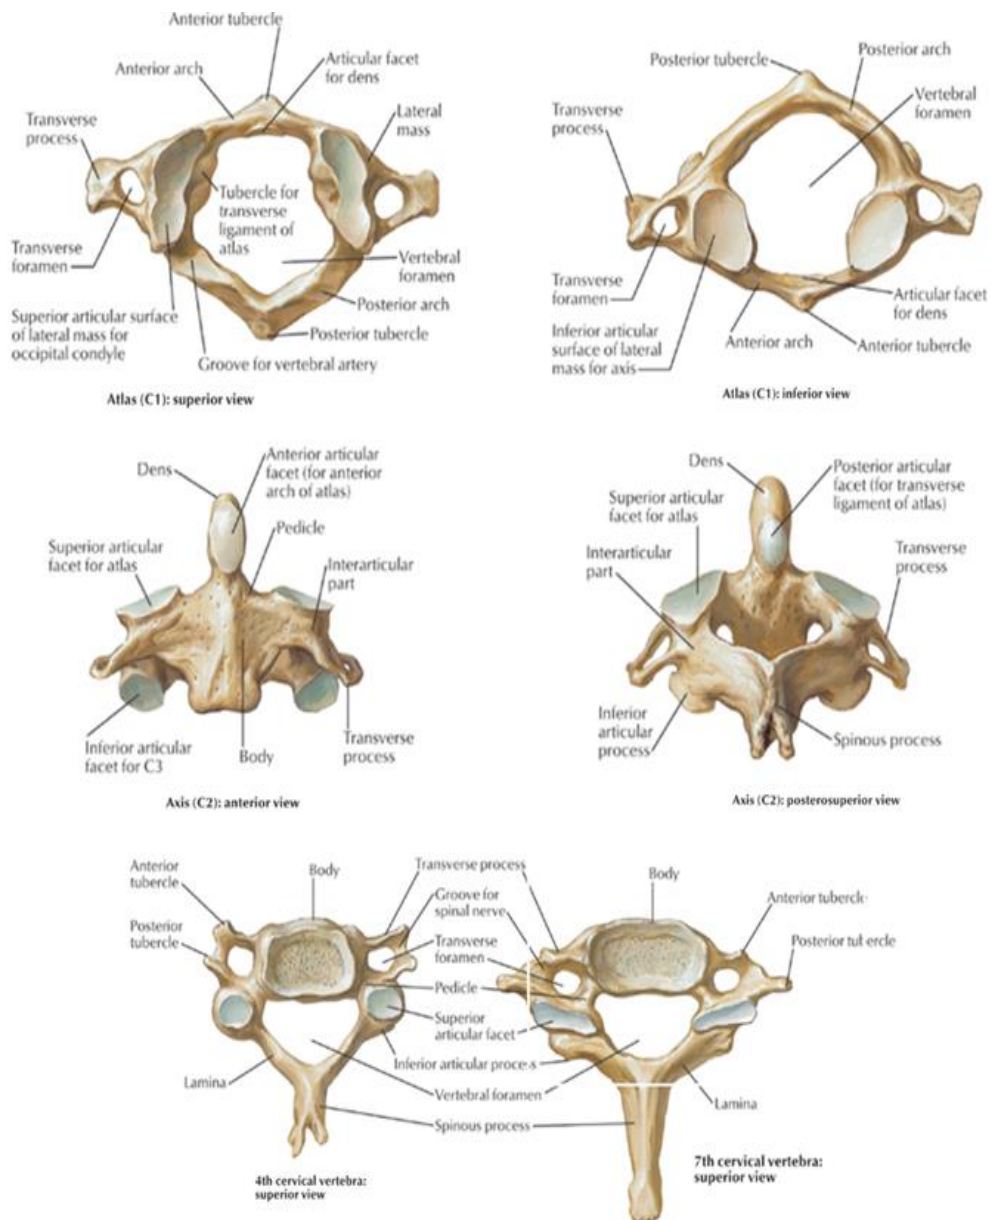 Anterior tubercle
Anterior arch
Articular facet
for dens
Transverse
process
Lateral
mass
Tubercle for
transverse
ligament of
atlas
Transverse
foramen
Vertebral
foramen
Superior articular surface
of lateral mass for
occipital condyle
Posterior arch
Posterior tubercle
Groove for vertebral artery
Atlas (C1): superior view
Posterior arch
Posterior tubercle
Vertebral
foramen
Transverse
process
Transverse
foramen
Articular facet
for dens
Inferior articular
surface of lateral
mass for axis
Anterior arch
Anterior tubercle
Atlas (C1): inferior view
Anterior articular
facet (for anterior
arch of atlas)
Dens
Pedicle
Superior articular
facet for atlas
Interarticular
part
Inferior articular
facet for C3
Body
Transverse
process
Axis (C2): anterior view
Dens
Posterior articular
facet (for transverse
ligament of atlas)
Superior articular
facet for atlas
Interarticular
part
Transverse
process
Inferior
articular
process
Spinous process
Axis (C2): posterosuperior view
Anterior
tubercle
Body
Transverse process
Groove for
spinal nerve
Posterior
tubercle
Transverse
foramen
Pedicle
Superior
articular facet
Inferior articular process
Lamina
Vertebral foramen
Spinous process
4th cervical vertebra:
superior view
Body
Anterior tubercle
Posterior tubercle
Lamina
7th cervical vertebra:
superior view